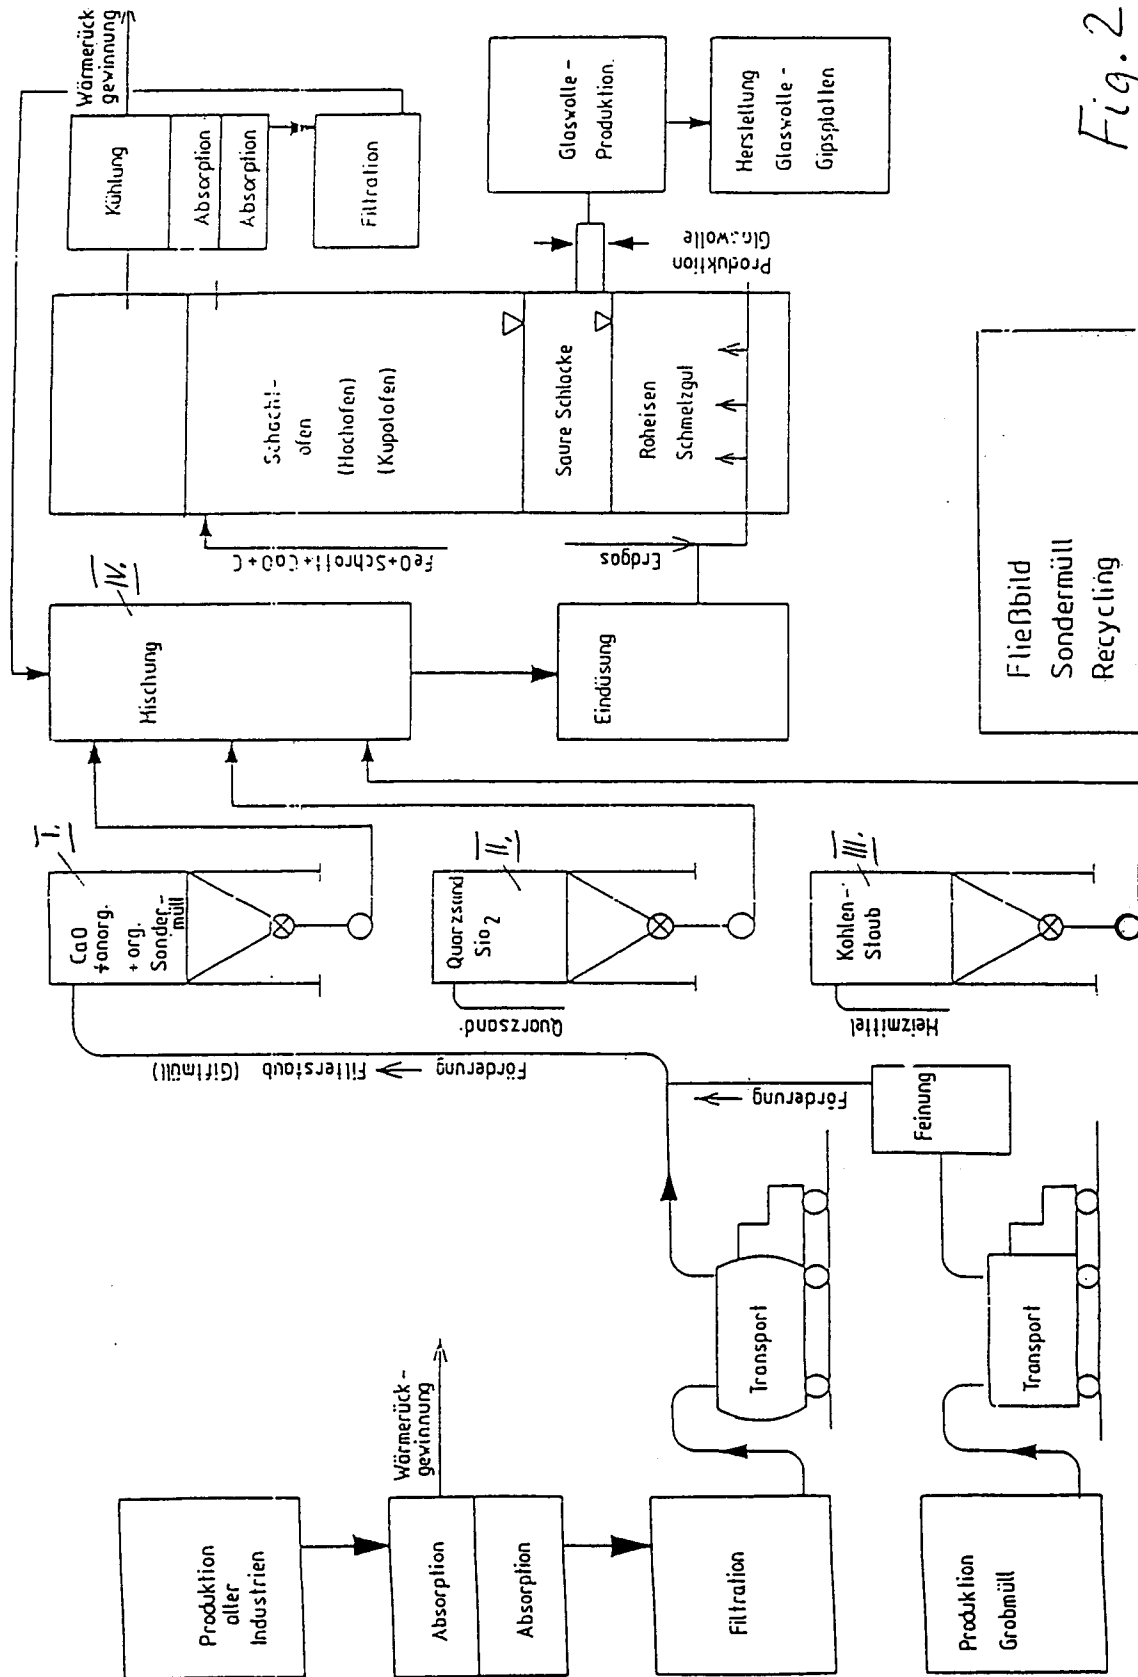 Produktion
aller
Industrien
Absorption
Absorption
Wärmerück-
gewinnung
Filtration
Transport
Produktion
Grobmüll
Transport
Feinung
Förderung
Förderung
Filterstaub (Giftmüll)
I.
CaO
+anorg.
+ org.
Sonder-
müll
II.
Quarzsand
Sio2
Quarzsand
III.
Kohlen-
Staub
Heizmittel
IV.
Mischung
Eindüsung
FeO+Schrott+CaO+C
Erdgas
Schacht-
ofen
(Hochofen)
(Kupolofen)
Saure Schlacke
Roheisen
Schmelzgut
Wärmerück
gewinnung
Kühlung
Absorption
Absorption
Filtration
Produktion
Glaswolle
Glaswolle-
Produktion.
Herstellung
Glaswolle-
Gipsplatten
Fließbild
Sondermüll
Recycling
Fig. 2